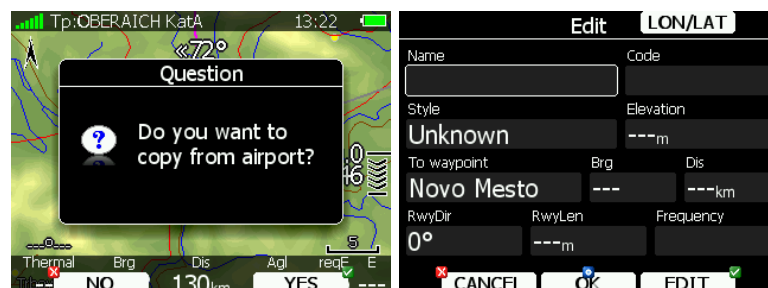 Tp:OBERAICH KatA 13:22
«72°
Question
Do you want to
copy from airport?
5
Thermal Brg Dis Agl reqE E
NO 130km YES ---
Edit LON/LAT
Name Code
Style Elevation
Unknown ---m
To waypoint Brg Dis
Novo Mesto --- ---km
RwyDir RwyLen Frequency
0° ---m
CANCEL OK EDIT